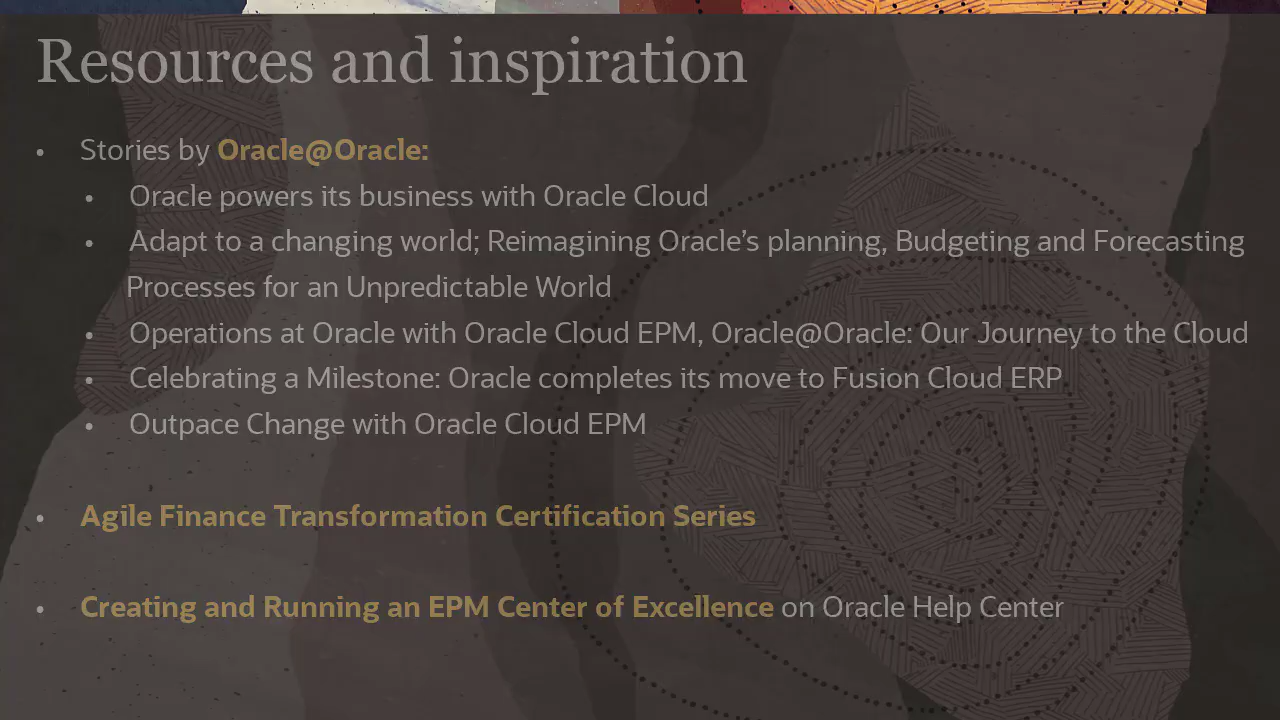 Resources and inspiration
• Stories by Oracle@Oracle:
• Oracle powers its business with Oracle Cloud
• Adapt to a changing world; Reimagining Oracle’s planning, Budgeting and Forecasting
Processes for an Unpredictable World
• Operations at Oracle with Oracle Cloud EPM, Oracle@Oracle: Our Journey to the Cloud
• Celebrating a Milestone: Oracle completes its move to Fusion Cloud ERP
• Outpace Change with Oracle Cloud EPM
• Agile Finance Transformation Certification Series
• Creating and Running an EPM Center of Excellence on Oracle Help Center